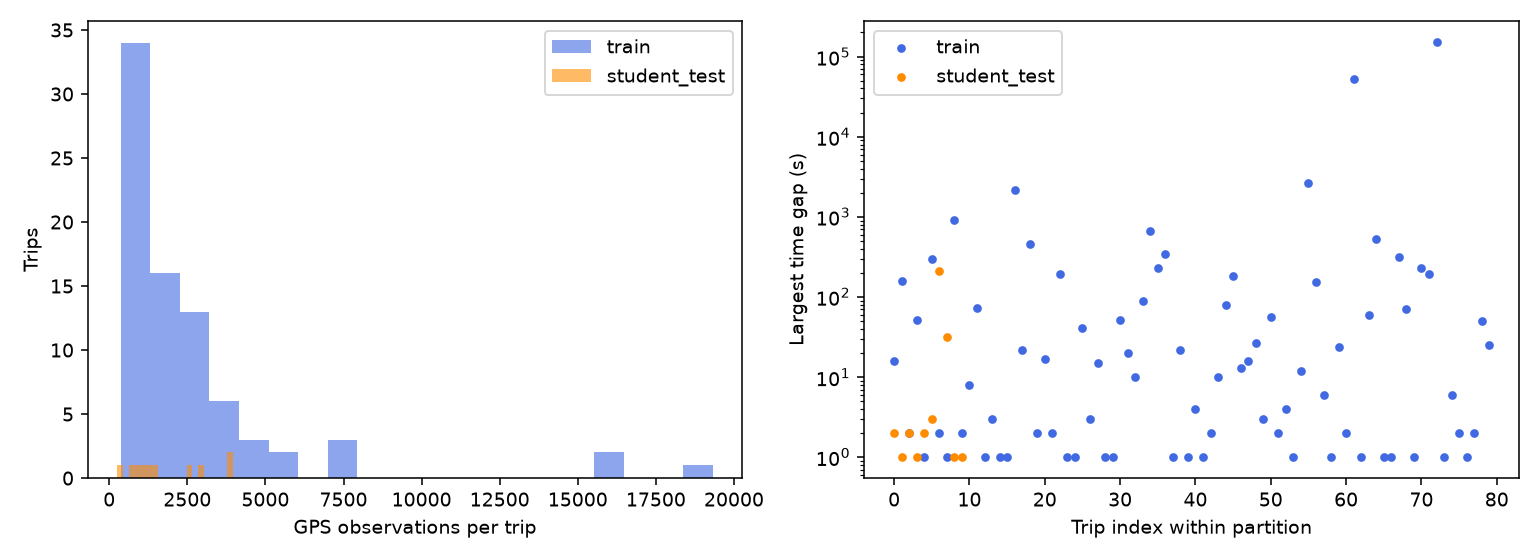 35
30
25
20
15
10
5
0
Trips
train
student_test
0 2500 5000 7500 10000 12500 15000 17500 20000
GPS observations per trip
10^5
10^4
10^3
10^2
10^1
10^0
Largest time gap (s)
train
student_test
0 10 20 30 40 50 60 70 80
Trip index within partition